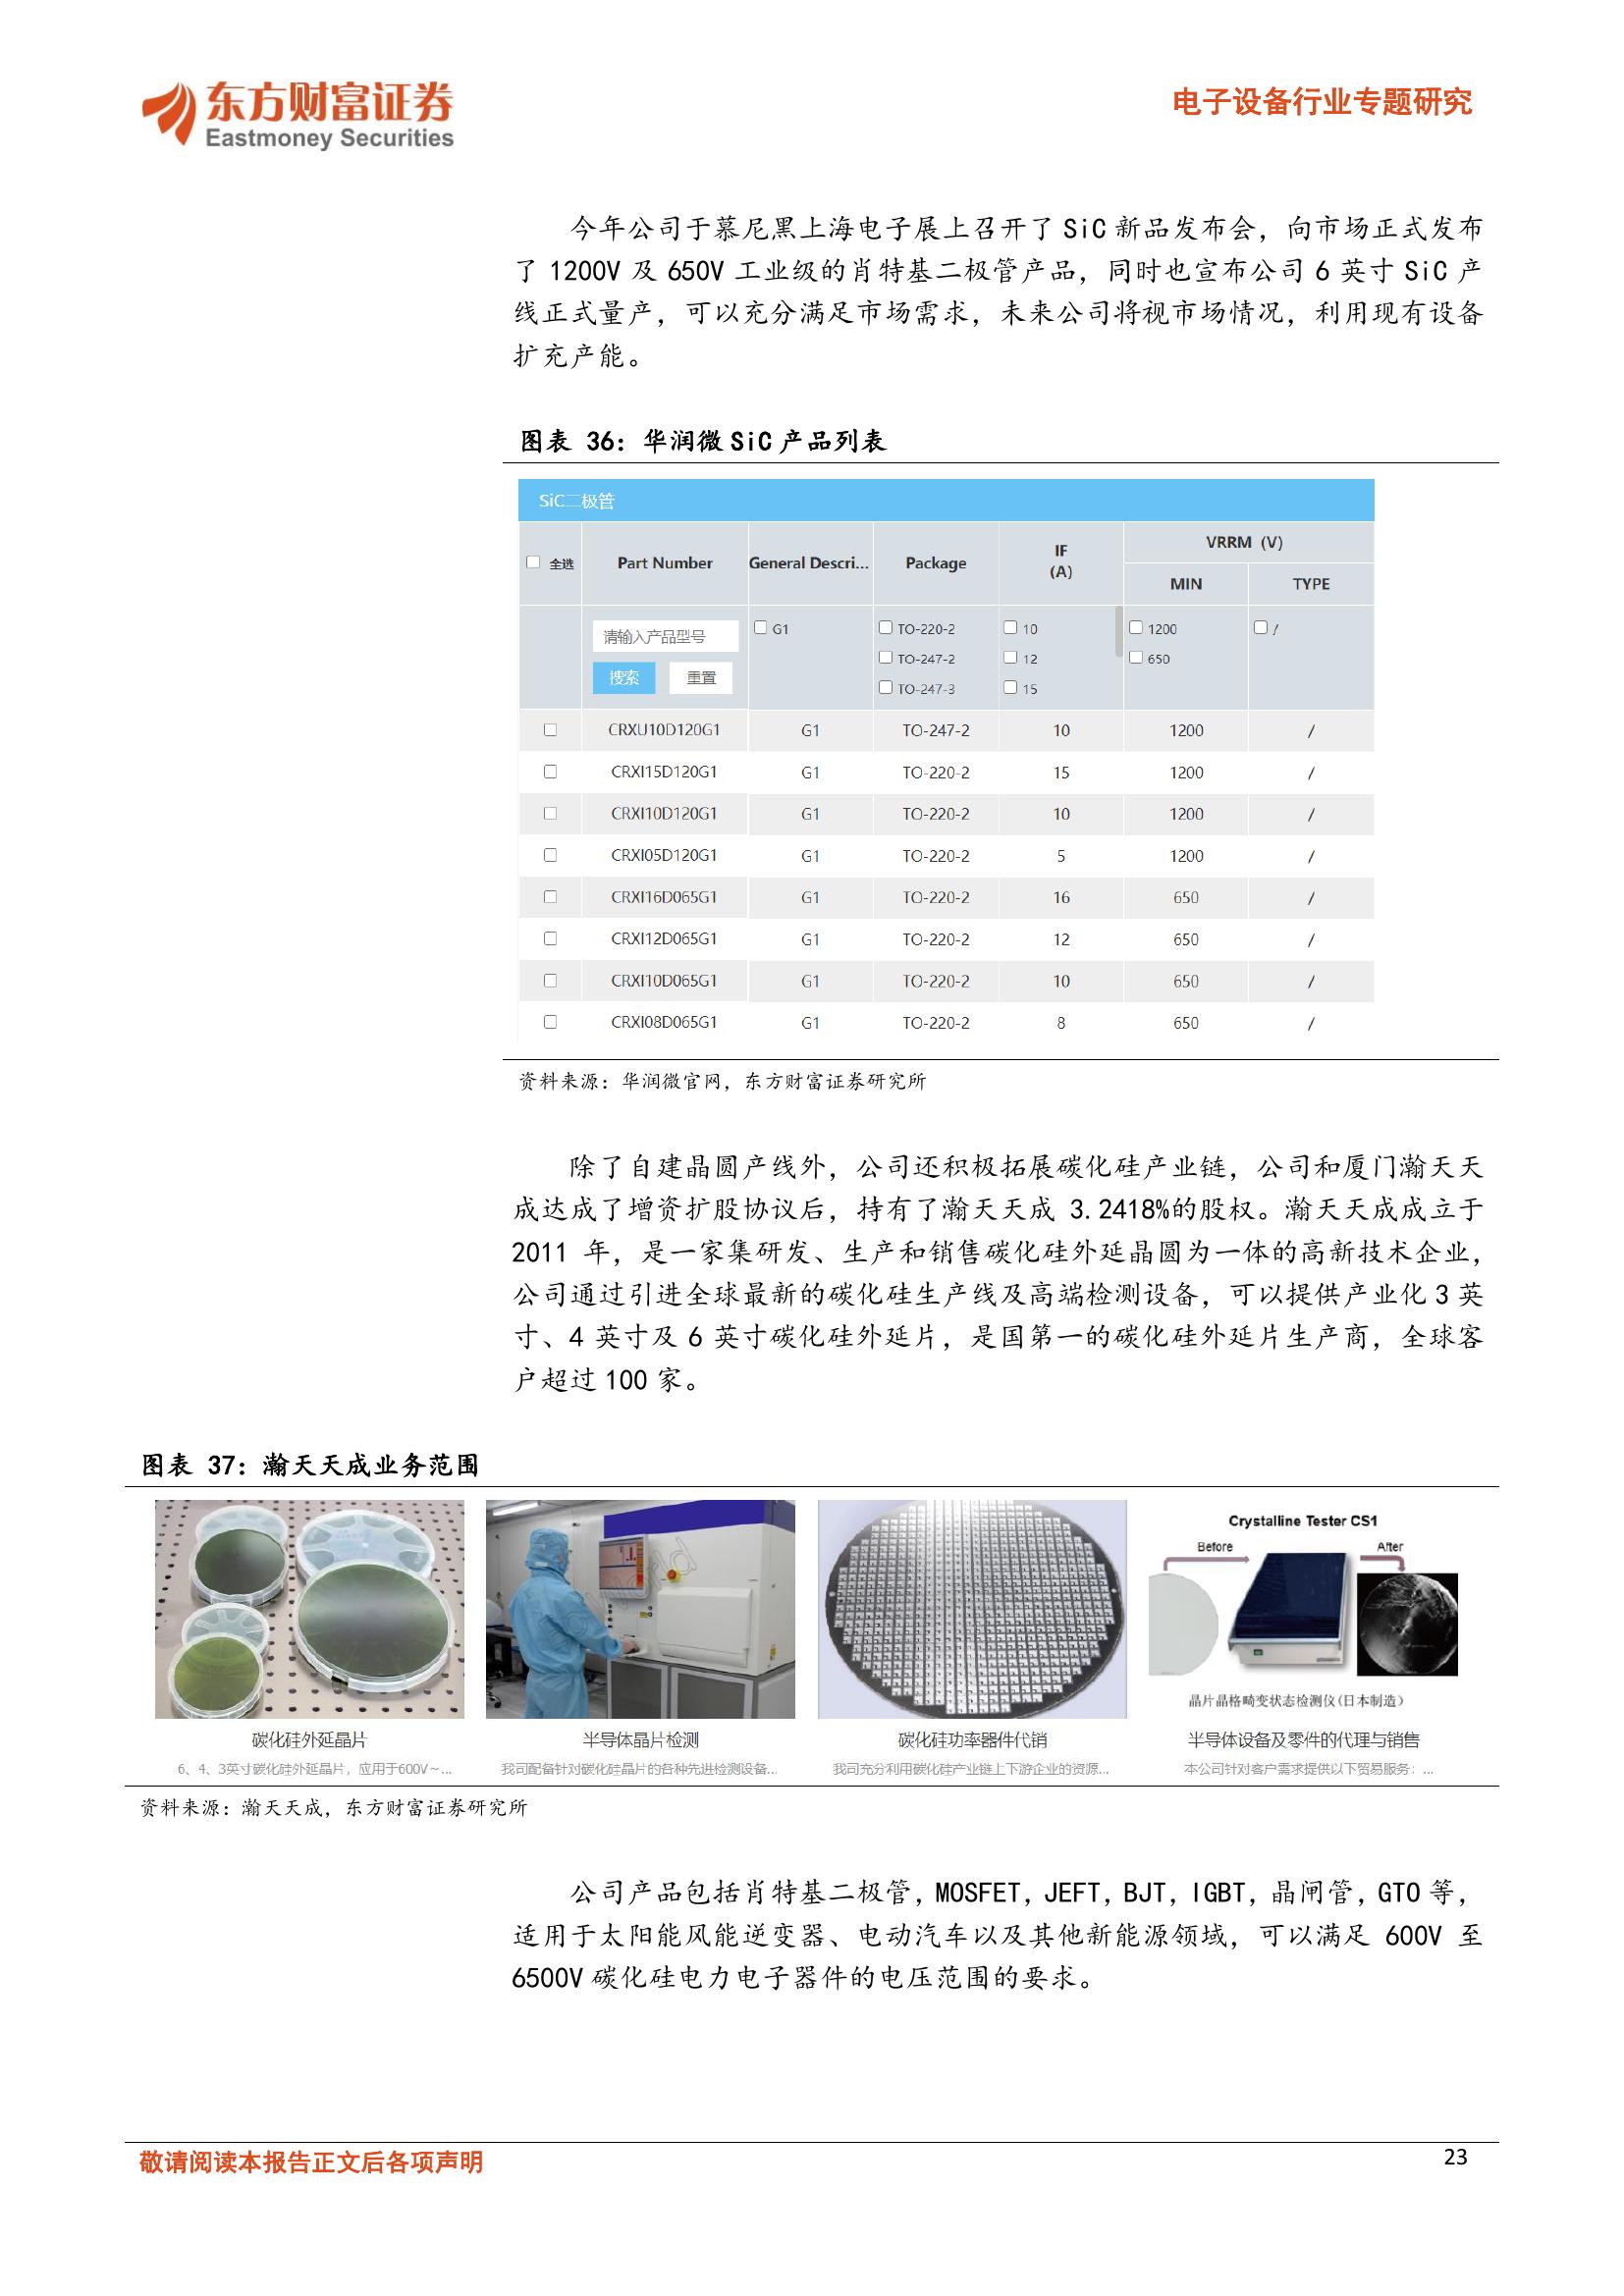 东方财富证券
Eastmoney Securities
电子设备行业专题研究
今年公司于慕尼黑上海电子展上召开了 SiC 新品发布会，向市场正式发布
了 1200V 及 650V 工业级的肖特基二极管产品，同时也宣布公司 6 英寸 SiC 产
线正式量产，可以充分满足市场需求，未来公司将视市场情况，利用现有设备
扩充产能。
图表 36：华润微 SiC 产品列表
SiC二极管
全选 Part Number General Descri... Package IF (A) VRRM (V)
MIN TYPE
请输入产品型号 G1 TO-220-2 10 1200 /
TO-247-2 12 650
搜索 重置 TO-247-3 15
CRXU10D120G1 G1 TO-247-2 10 1200 /
CRXI15D120G1 G1 TO-220-2 15 1200 /
CRXI10D120G1 G1 TO-220-2 10 1200 /
CRXI05D120G1 G1 TO-220-2 5 1200 /
CRXI16D065G1 G1 TO-220-2 16 650 /
CRXI12D065G1 G1 TO-220-2 12 650 /
CRXI10D065G1 G1 TO-220-2 10 650 /
CRXI08D065G1 G1 TO-220-2 8 650 /
资料来源：华润微官网，东方财富证券研究所
除了自建晶圆产线外，公司还积极拓展碳化硅产业链，公司和厦门瀚天天
成达成了增资扩股协议后，持有了瀚天天成 3.2418%的股权。瀚天天成成立于
2011 年，是一家集研发、生产和销售碳化硅外延晶圆为一体的高新技术企业，
公司通过引进全球最新的碳化硅生产线及高端检测设备，可以提供产业化 3 英
寸、4 英寸及 6 英寸碳化硅外延片，是国第一的碳化硅外延片生产商，全球客
户超过 100 家。
图表 37：瀚天天成业务范围
Crystalline Tester CS1
Before After
晶片晶格畸变状态检测仪(日本制造)
碳化硅外延晶片 半导体晶片检测 碳化硅功率器件代销 半导体设备及零件的代理与销售
6、4、3英寸碳化硅外延晶片，应用于600V～... 我司配备针对碳化硅晶片的各种先进检测设备... 我司充分利用碳化硅产业链上下游企业的资源... 本公司针对客户需求提供以下贸易服务：...
资料来源：瀚天天成，东方财富证券研究所
公司产品包括肖特基二极管，MOSFET，JEFT，BJT，IGBT，晶闸管，GTO 等，
适用于太阳能风能逆变器、电动汽车以及其他新能源领域，可以满足 600V 至
6500V 碳化硅电力电子器件的电压范围的要求。
敬请阅读本报告正文后各项声明
23